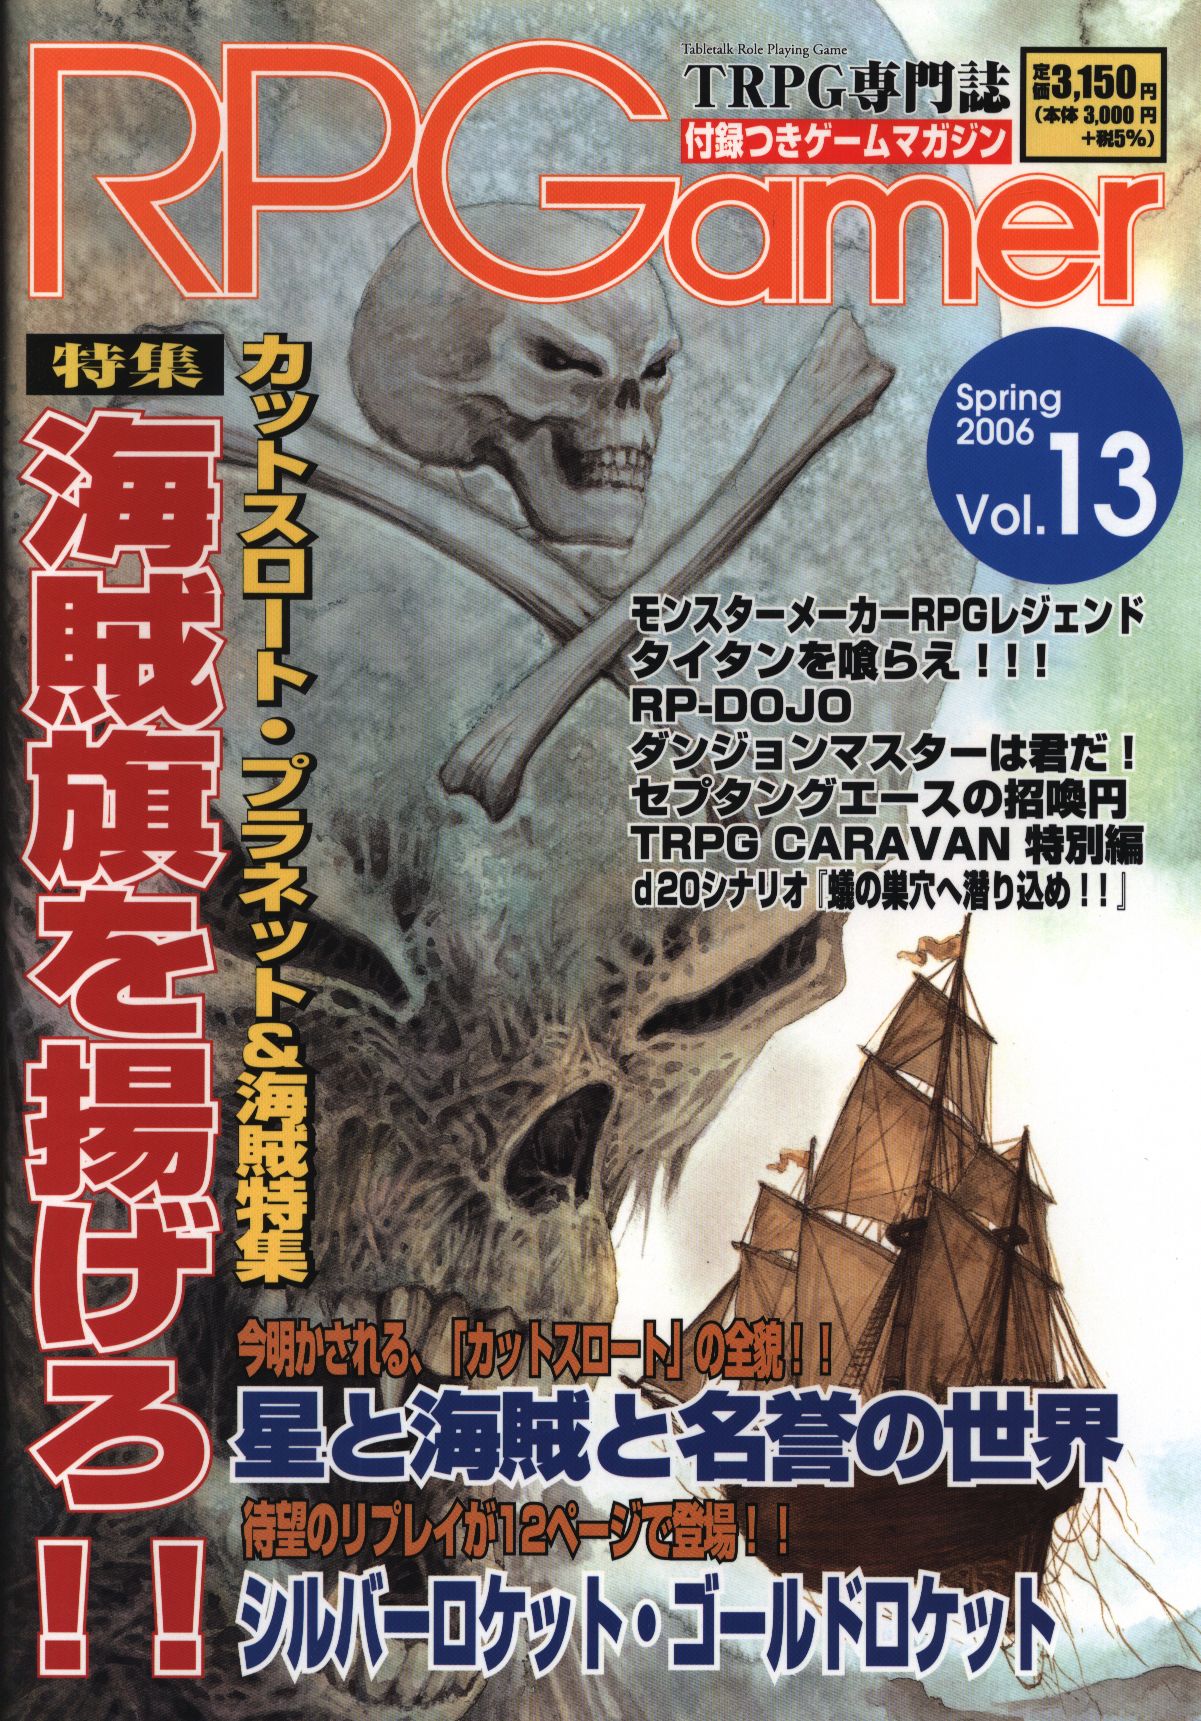 RPGamer
Tabletalk Role Playing Game
TRPG専門誌
付録つきゲームマガジン
定価3,150円
(本体 3,000 円
+税5%)
Spring
2006
Vol.13
特集
海賊旗を揚げろ!!
カットスロート・プラネット&海賊特集
モンスターメーカーRPGレジェンド
タイタンを喰らえ!!!
RP-DOJO
ダンジョンマスターは君だ!
セプタングエースの招喚円
TRPG CARAVAN 特別編
d20シナリオ『蟻の巣穴へ潜り込め!!』
今明かされる、「カットスロート」の全貌!!
星と海賊と名誉の世界
待望のリプレイが12ページで登場!!
シルバーロケット・ゴールドロケット